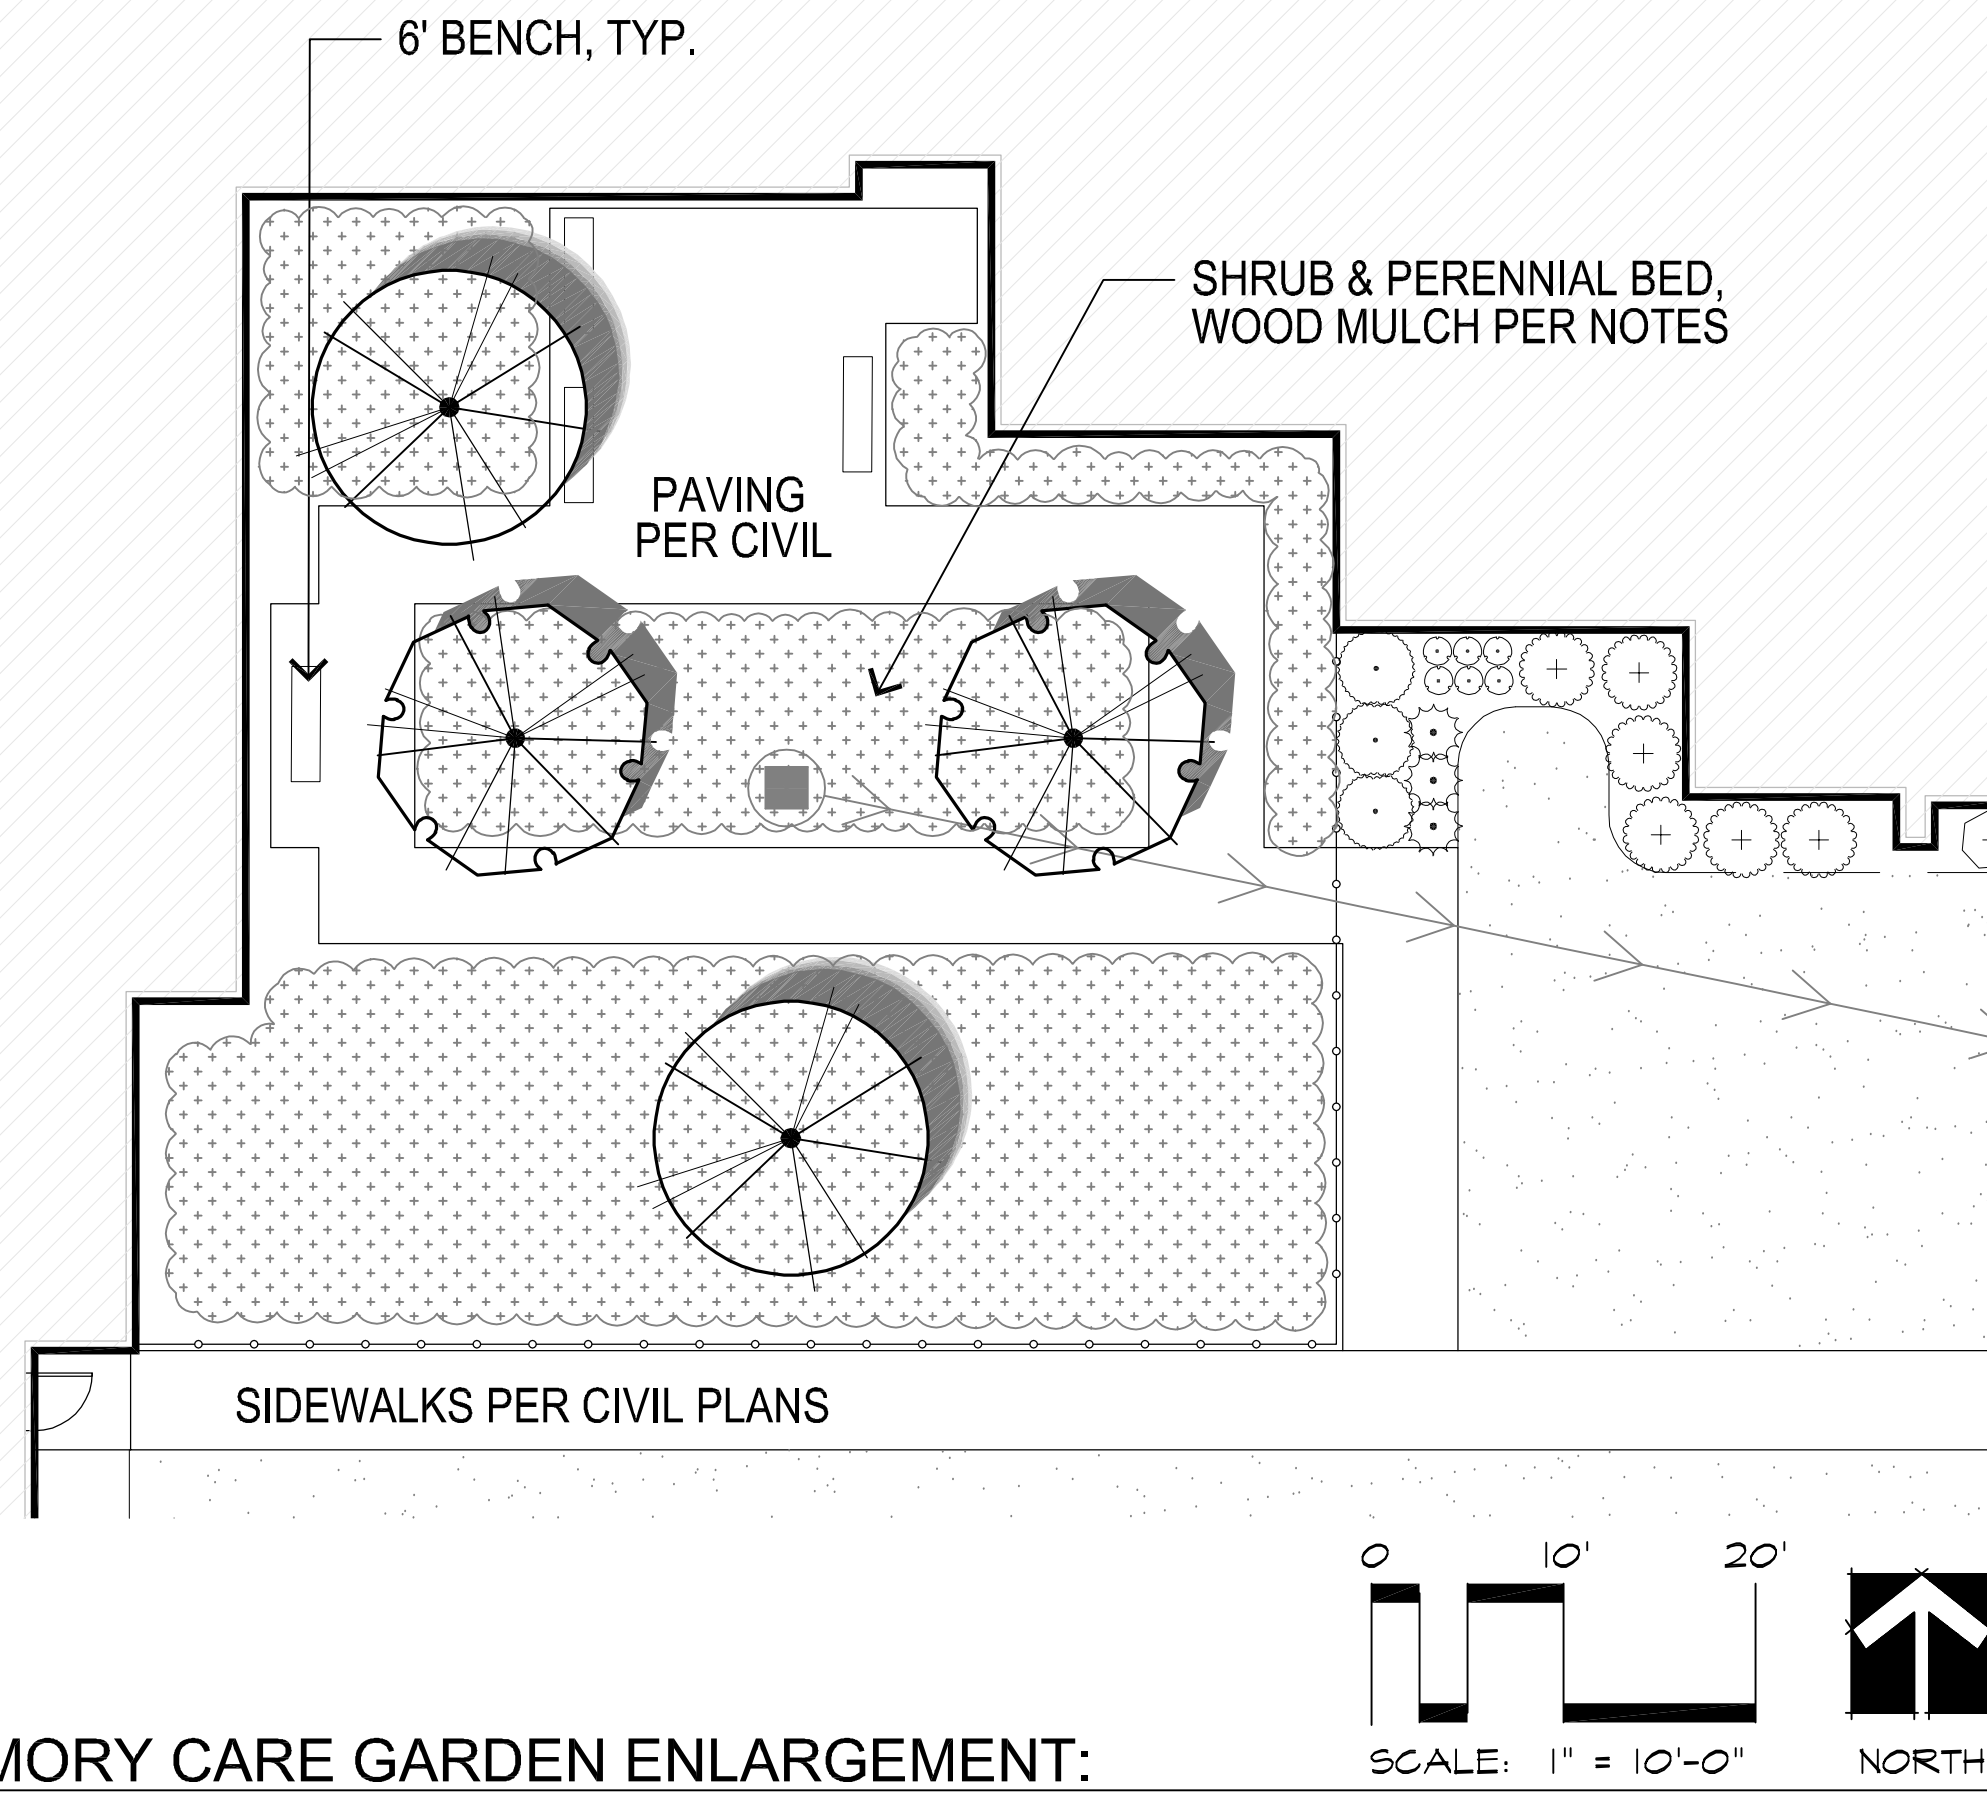 6' BENCH, TYP.
SHRUB & PERENNIAL BED,
WOOD MULCH PER NOTES
PAVING
PER CIVIL
SIDEWALKS PER CIVIL PLANS
0 10' 20'
SCALE: 1" = 10'-0"
NORTH
MORY CARE GARDEN ENLARGEMENT: